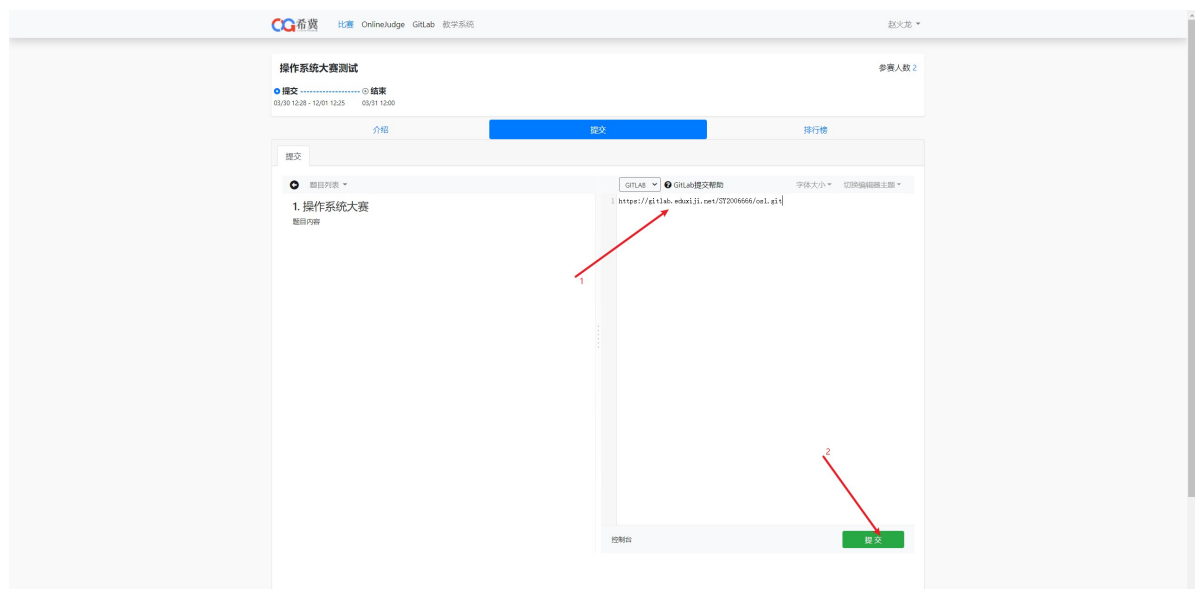 CG希冀 比赛 OnlineJudge GitLab 教学系统 赵火龙
操作系统大赛测试 参赛人数 2
提交 结束
03/30 12:28 - 12/01 12:25 03/31 12:00
介绍 提交 排行榜
提交
题目列表 GITLAB GitLab提交帮助 字体大小 切换编辑器主题
1. 操作系统大赛
题目内容
1 https://gitlab.eduxiji.net/SY2006666/os1.git
1
2
控制台 提交